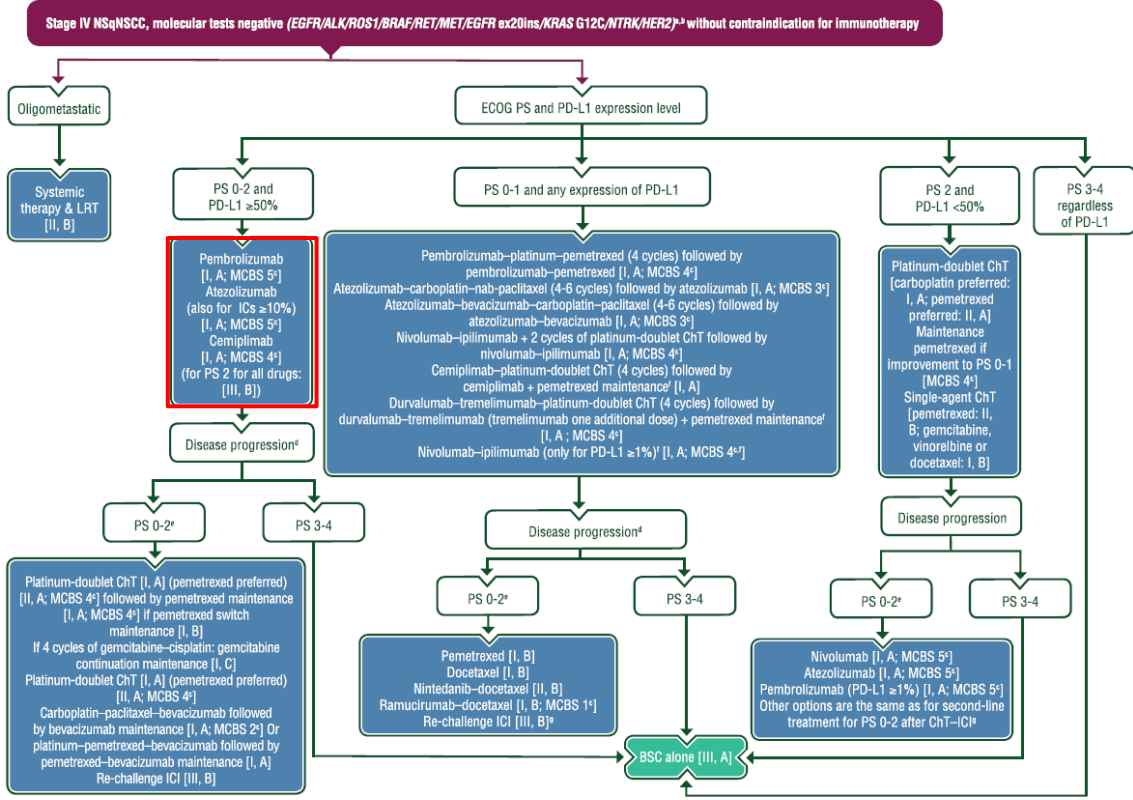 Stage IV NSqNSCC, molecular tests negative (EGFR/ALK/ROS1/BRAF/RET/MET/EGFR ex20ins/KRAS G12C/NTRK/HER2)ᵃ·ᵇ without contraindication for immunotherapy
Oligometastatic
ECOG PS and PD-L1 expression level
Systemic
therapy & LRT
[II, B]
PS 0-2 and
PD-L1 ≥50%
PS 0-1 and any expression of PD-L1
PS 2 and
PD-L1 <50%
PS 3-4
regardless
of PD-L1
Pembrolizumab
[I, A; MCBS 5ᶜ]
Atezolizumab
(also for ICs ≥10%)
[I, A; MCBS 5ᶜ]
Cemiplimab
[I, A; MCBS 4ᶜ]
(for PS 2 for all drugs:
[III, B])
Pembrolizumab–platinum–pemetrexed (4 cycles) followed by
pembrolizumab–pemetrexed [I, A; MCBS 4ᶜ]
Atezolizumab–carboplatin–nab-paclitaxel (4-6 cycles) followed by atezolizumab [I, A; MCBS 3ᶜ]
Atezolizumab–bevacizumab–carboplatin–paclitaxel (4-6 cycles) followed by
atezolizumab–bevacizumab [I, A; MCBS 3ᶜ]
Nivolumab–ipilimumab + 2 cycles of platinum-doublet ChT followed by
nivolumab–ipilimumab [I, A; MCBS 4ᶜ]
Cemiplimab–platinum-doublet ChT (4 cycles) followed by
cemiplimab + pemetrexed maintenanceᶠ [I, A]
Durvalumab–tremelimumab–platinum-doublet ChT (4 cycles) followed by
durvalumab–tremelimumab (tremelimumab one additional dose) + pemetrexed maintenanceᶠ
[I, A ; MCBS 4ᶜ]
Nivolumab–ipilimumab (only for PD-L1 ≥1%)ᶠ [I, A; MCBS 4ᶜ·ᶠ]
Platinum-doublet ChT
[carboplatin preferred:
I, A; pemetrexed
preferred: II, A]
Maintenance
pemetrexed if
improvement to PS 0-1
[MCBS 4ᶜ]
Single-agent ChT
[pemetrexed: II,
B; gemcitabine,
vinorelbine or
docetaxel: I, B]
Disease progressionᵈ
Disease progressionᵈ
Disease progression
PS 0-2ᵉ
PS 3-4
PS 0-2ᵉ
PS 3-4
PS 0-2ᵉ
PS 3-4
Platinum-doublet ChT [I, A] (pemetrexed preferred)
[II, A; MCBS 4ᶜ] followed by pemetrexed maintenance
[I, A; MCBS 4ᶜ] if pemetrexed switch
maintenance [I, B]
If 4 cycles of gemcitabine–cisplatin: gemcitabine
continuation maintenance [I, C]
Platinum-doublet ChT [I, A] (pemetrexed preferred)
[II, A; MCBS 4ᶜ]
Carboplatin–paclitaxel–bevacizumab followed
by bevacizumab maintenance [I, A; MCBS 2ᶜ] Or
platinum–pemetrexed–bevacizumab followed by
pemetrexed–bevacizumab maintenance [I, A]
Re-challenge ICI [III, B]
Pemetrexed [I, B]
Docetaxel [I, B]
Nintedanib–docetaxel [II, B]
Ramucirumab–docetaxel [I, B; MCBS 1ᶜ]
Re-challenge ICI [III, B]ᵍ
Nivolumab [I, A; MCBS 5ᶜ]
Atezolizumab [I, A; MCBS 5ᶜ]
Pembrolizumab (PD-L1 ≥1%) [I, A; MCBS 5ᶜ]
Other options are the same as for second-line
treatment for PS 0-2 after ChT–ICIᵍ
BSC alone [III, A]